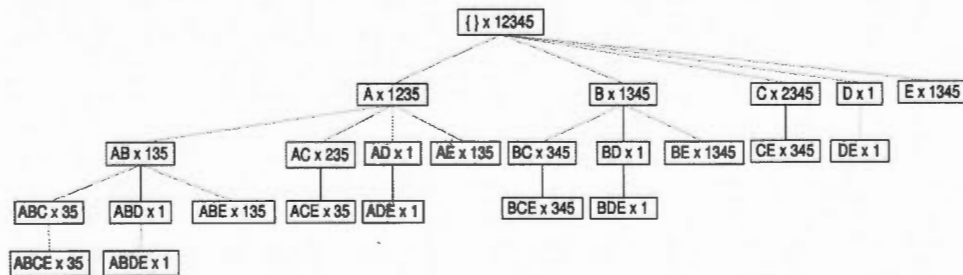 { } x 12345
A x 1235 B x 1345 C x 2345 D x 1 E x 1345
AB x 135 AC x 235 AD x 1 AE x 135 BC x 345 BD x 1 BE x 1345 CE x 345 DE x 1
ABC x 35 ABD x 1 ABE x 135 ACE x 35 ADE x 1 BCE x 345 BDE x 1
ABCE x 35 ABDE x 1